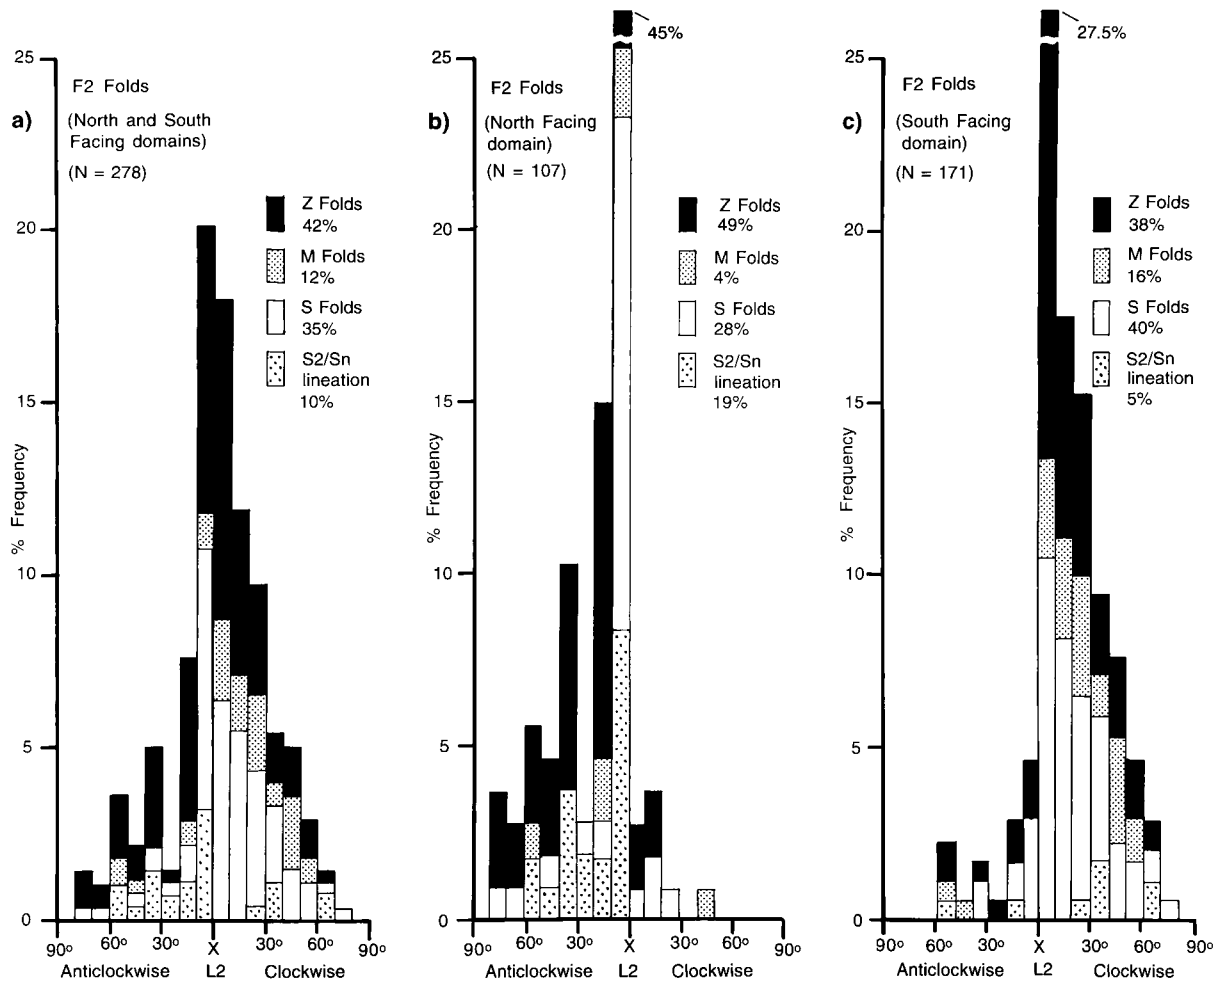 a)
F2 Folds
(North and South
Facing domains)
(N = 278)
Z Folds
42%
M Folds
12%
S Folds
35%
S2/Sn
lineation
10%
% Frequency
25
20
15
10
5
0
90° 60° 30° X 30° 60° 90°
Anticlockwise L2 Clockwise
b)
45%
F2 Folds
(North Facing
domain)
(N = 107)
Z Folds
49%
M Folds
4%
S Folds
28%
S2/Sn
lineation
19%
% Frequency
25
20
15
10
5
0
90° 60° 30° X 30° 60° 90°
Anticlockwise L2 Clockwise
c)
27.5%
F2 Folds
(South Facing
domain)
(N = 171)
Z Folds
38%
M Folds
16%
S Folds
40%
S2/Sn
lineation
5%
% Frequency
25
20
15
10
5
0
90° 60° 30° X 30° 60° 90°
Anticlockwise L2 Clockwise